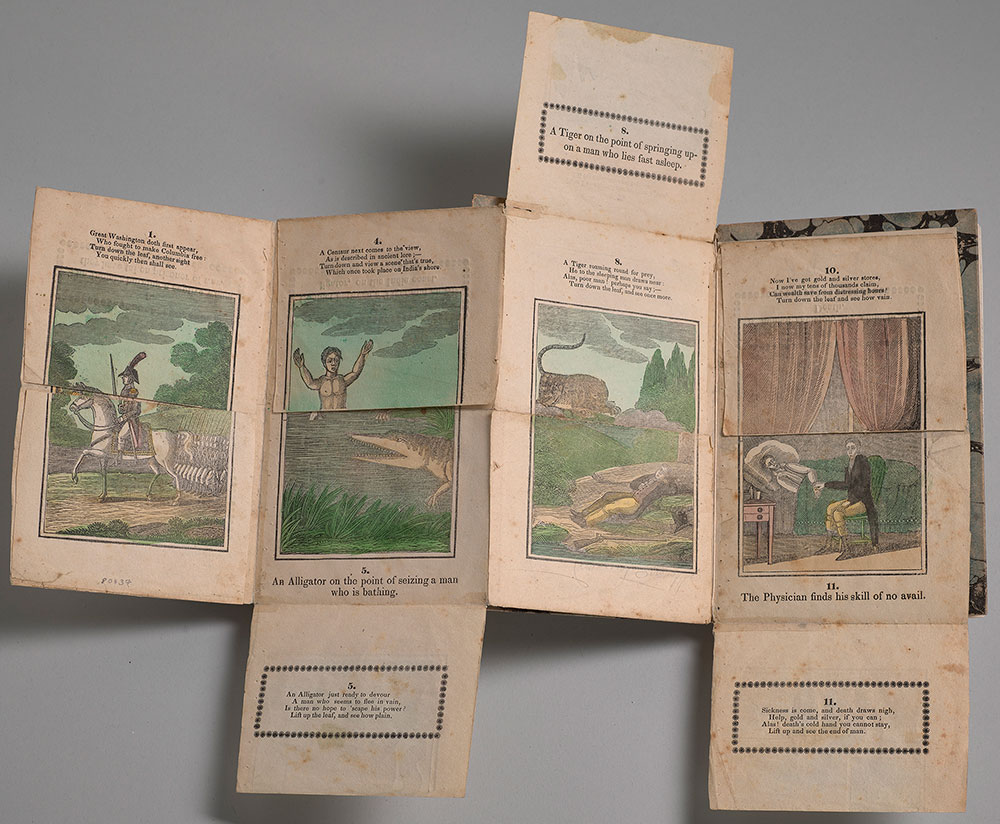 8.
A Tiger on the point of springing up-
on a man who lies fast asleep.
1.
Great Washington doth first appear,
Who fought to make Columbia free:
Turn down the leaf, another sight
You quickly then shall see.
80434
4.
A Centaur next comes to the view,
As is described in ancient lore;—
Turn down and view a scene that's true,
Which once took place on India's shore.
5.
An Alligator on the point of seizing a man
who is bathing.
5.
An Alligator just ready to devour
A man who seems to flee in vain,
Is there no hope to 'scape his power?
Lift up the leaf, and see how plain.
8.
A Tiger roaming round for prey,
He to the sleeping man draws near:
Alas, poor man! perhaps you say;—
Turn down the leaf, and see once more.
10.
Now I've got gold and silver stores,
I now my tens of thousands claim,
Can wealth save from distressing hours?
Turn down the leaf and see how vain.
11.
The Physician finds his skill of no avail.
11.
Sickness is come, and death draws nigh,
Help, gold and silver, if you can;
Alas! death's cold hand you cannot stay,
Lift up and see the end of man.